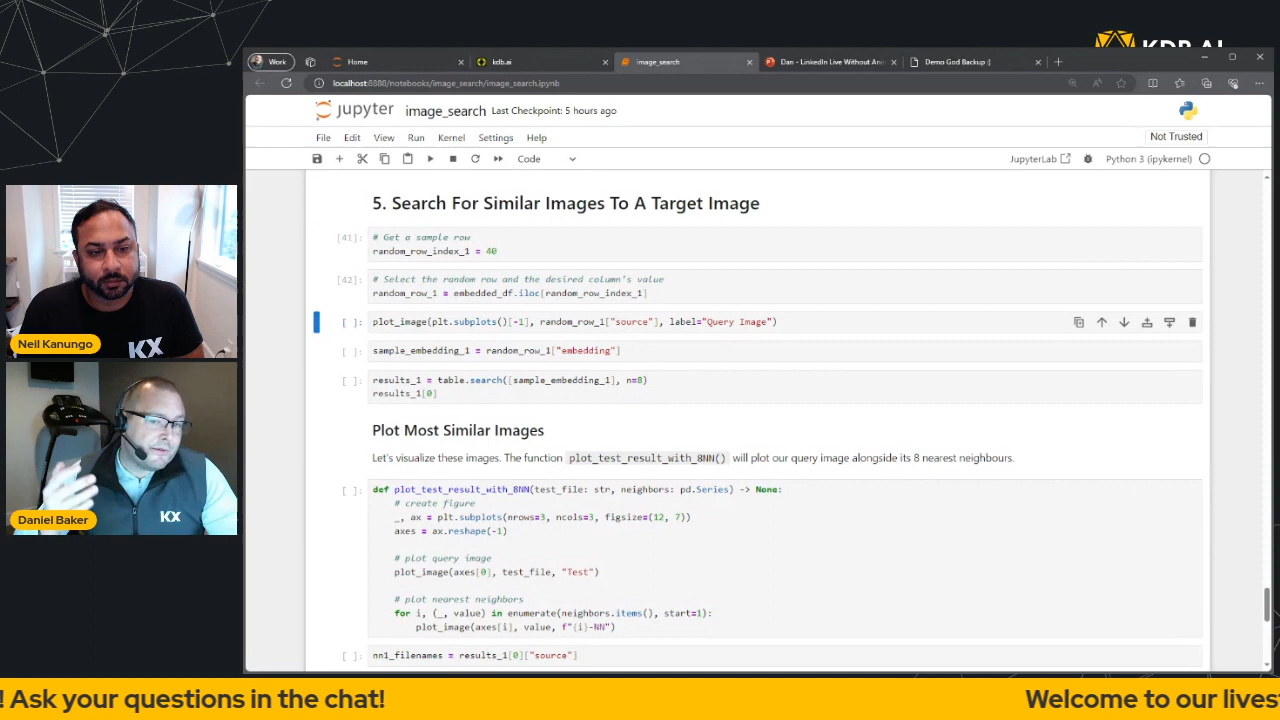 KDB.AI
Work
Home
kdb.ai
image_search
Dan - LinkedIn Live Without Ani
Demo God Backup :)
localhost:8888/notebooks/image_search/image_search.ipynb
jupyter image_search Last Checkpoint: 5 hours ago
File Edit View Run Kernel Settings Help
Not Trusted
Code
JupyterLab
Python 3 (ipykernel)
5. Search For Similar Images To A Target Image
[41]: # Get a sample row
random_row_index_1 = 40
[42]: # Select the random row and the desired column's value
random_row_1 = embedded_df.iloc[random_row_index_1]
[ ]: plot_image(plt.subplots()[-1], random_row_1["source"], label="Query Image")
[ ]: sample_embedding_1 = random_row_1["embedding"]
[ ]: results_1 = table.search([sample_embedding_1], n=8)
results_1[0]
Plot Most Similar Images
Let's visualize these images. The function plot_test_result_with_8NN() will plot our query image alongside its 8 nearest neighbours.
[ ]: def plot_test_result_with_8NN(test_file: str, neighbors: pd.Series) -> None:
# create figure
_, ax = plt.subplots(nrows=3, ncols=3, figsize=(12, 7))
axes = ax.reshape(-1)
# plot query image
plot_image(axes[0], test_file, "Test")
# plot nearest neighbors
for i, (_, value) in enumerate(neighbors.items(), start=1):
plot_image(axes[i], value, f"{i}-NN")
[ ]: nn1_filenames = results_1[0]["source"]
KX
Neil Kanungo
KX
Daniel Baker
! Ask your questions in the chat!
Welcome to our lives